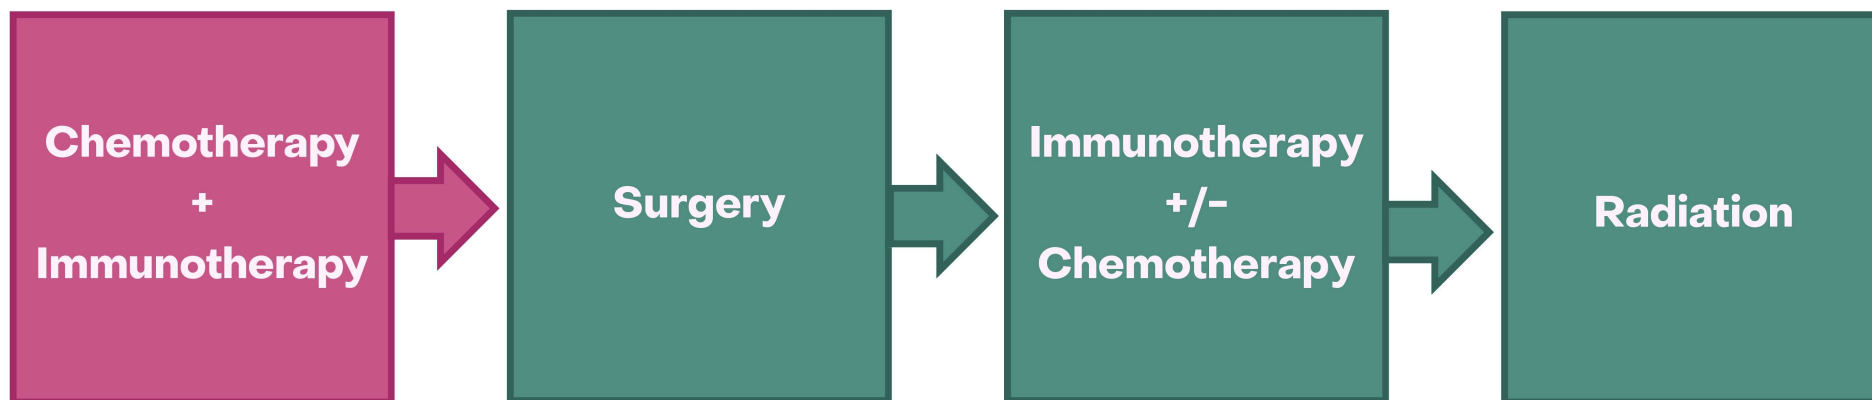 Chemotherapy
+
Immunotherapy
Surgery
Immunotherapy
+/-
Chemotherapy
Radiation